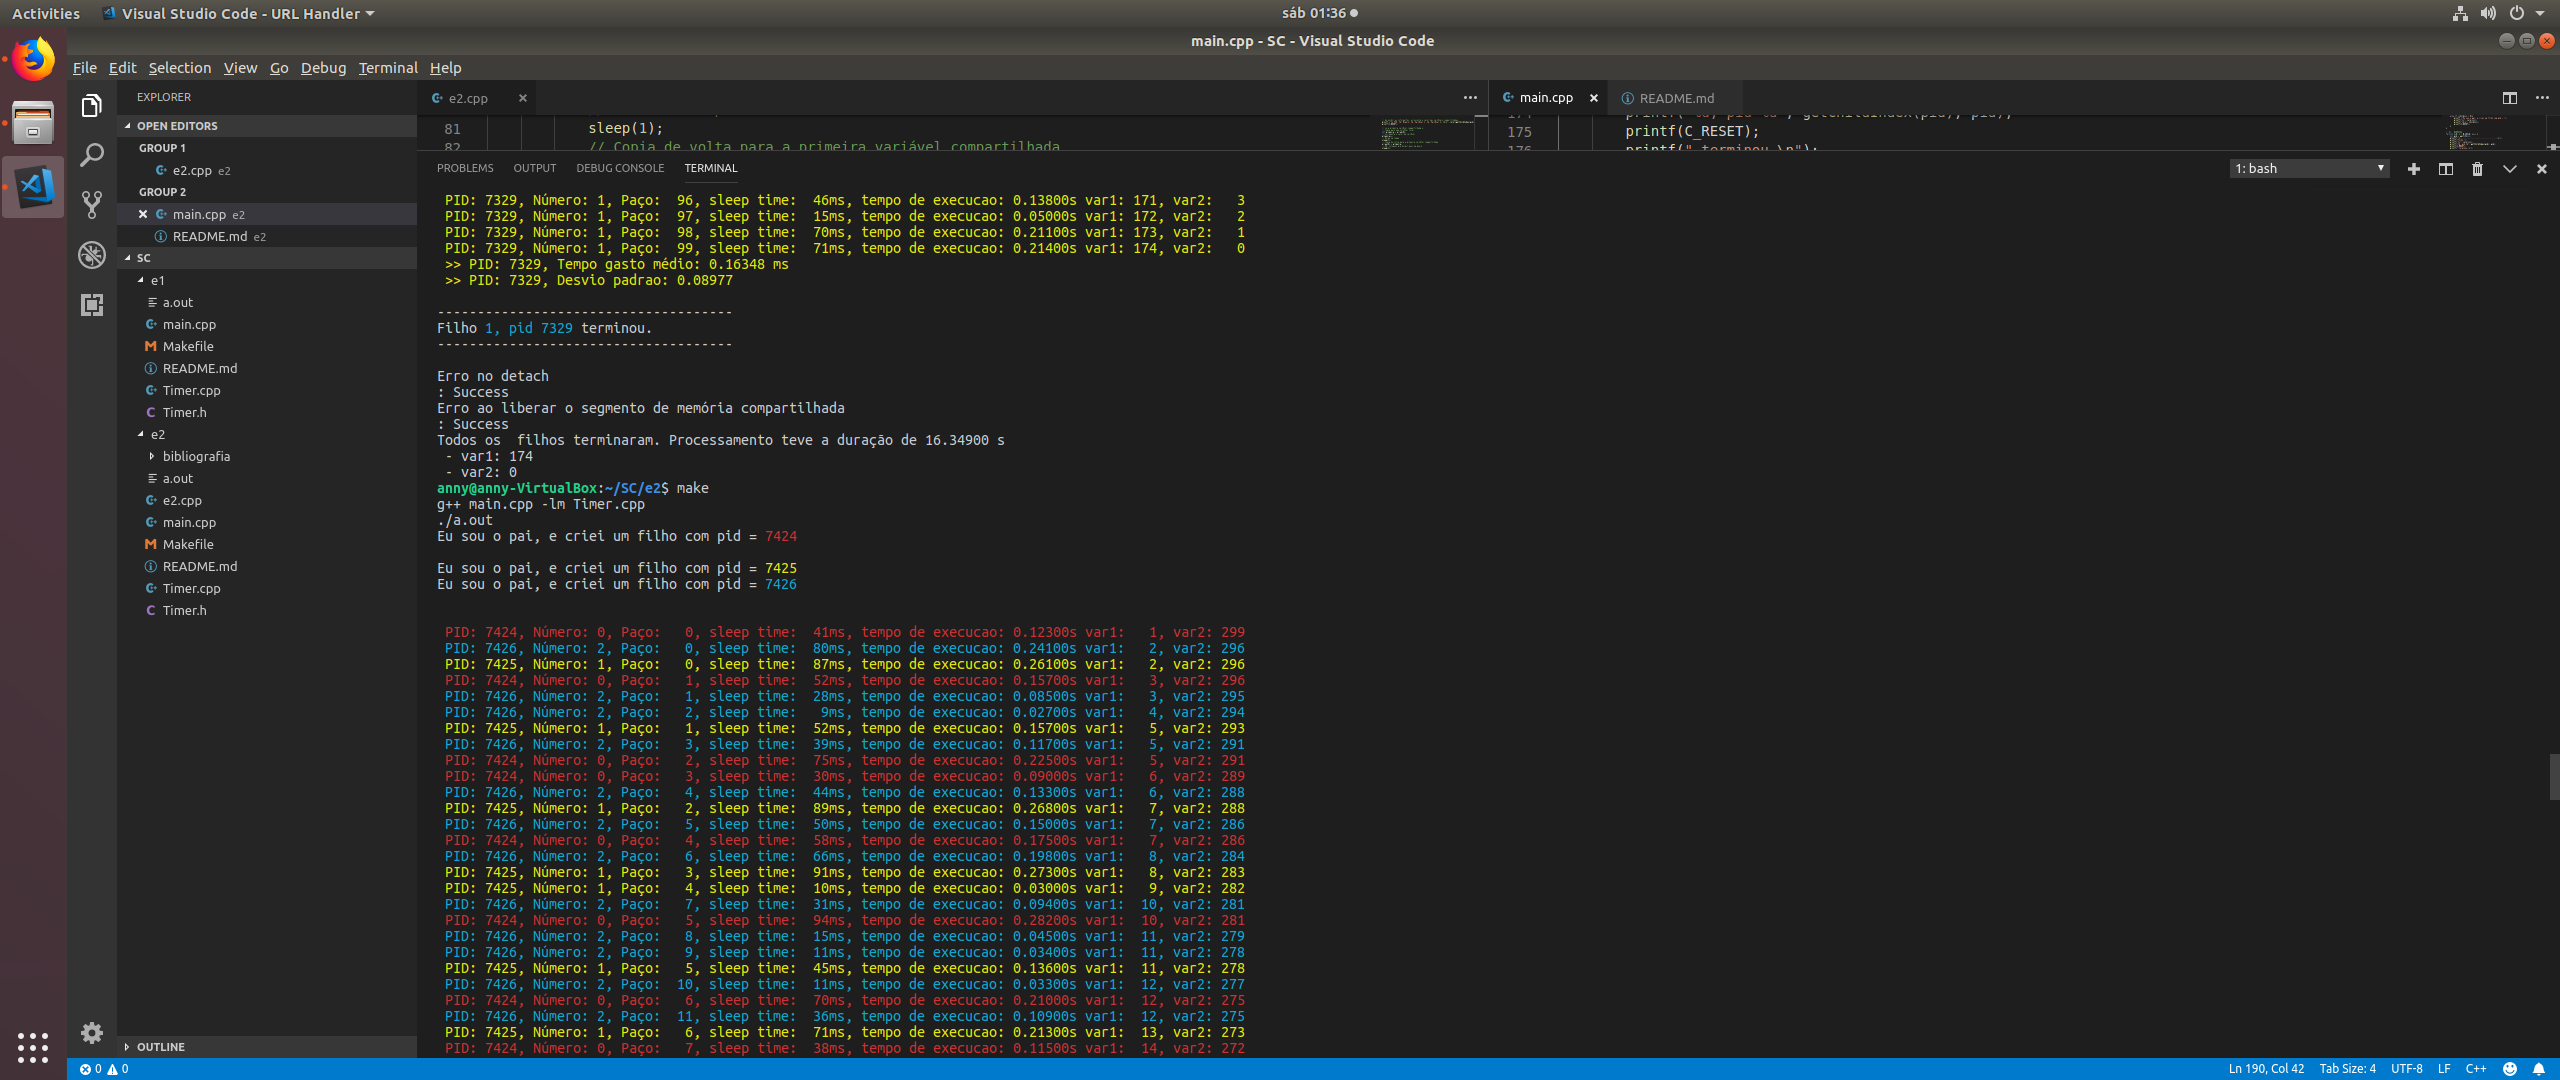 Activities
Visual Studio Code - URL Handler
sáb 01:36
main.cpp - SC - Visual Studio Code
File Edit Selection View Go Debug Terminal Help
EXPLORER
OPEN EDITORS
GROUP 1
e2.cpp e2
GROUP 2
main.cpp e2
README.md e2
SC
e1
a.out
main.cpp
Makefile
README.md
Timer.cpp
Timer.h
e2
bibliografia
a.out
e2.cpp
main.cpp
Makefile
README.md
Timer.cpp
Timer.h
OUTLINE
e2.cpp
81 sleep(1);
82 // Copia de volta para a primeira variável compartilhada
main.cpp
README.md
175 printf(C_RESET);
176 printf(" terminou.\n");
PROBLEMS OUTPUT DEBUG CONSOLE TERMINAL
1: bash
PID: 7329, Número: 1, Paço:  96, sleep time:  46ms, tempo de execucao: 0.13800s var1: 171, var2:   3
PID: 7329, Número: 1, Paço:  97, sleep time:  15ms, tempo de execucao: 0.05000s var1: 172, var2:   2
PID: 7329, Número: 1, Paço:  98, sleep time:  70ms, tempo de execucao: 0.21100s var1: 173, var2:   1
PID: 7329, Número: 1, Paço:  99, sleep time:  71ms, tempo de execucao: 0.21400s var1: 174, var2:   0
>> PID: 7329, Tempo gasto médio: 0.16348 ms
>> PID: 7329, Desvio padrao: 0.08977
-------------------------------------
Filho 1, pid 7329 terminou.
-------------------------------------
Erro no detach
: Success
Erro ao liberar o segmento de memória compartilhada
: Success
Todos os  filhos terminaram. Processamento teve a duração de 16.34900 s
- var1: 174
- var2: 0
anny@anny-VirtualBox:~/SC/e2$ make
g++ main.cpp -lm Timer.cpp
./a.out
Eu sou o pai, e criei um filho com pid = 7424
Eu sou o pai, e criei um filho com pid = 7425
Eu sou o pai, e criei um filho com pid = 7426
PID: 7424, Número: 0, Paço:   0, sleep time:  41ms, tempo de execucao: 0.12300s var1:   1, var2: 299
PID: 7426, Número: 2, Paço:   0, sleep time:  80ms, tempo de execucao: 0.24100s var1:   2, var2: 296
PID: 7425, Número: 1, Paço:   0, sleep time:  87ms, tempo de execucao: 0.26100s var1:   2, var2: 296
PID: 7424, Número: 0, Paço:   1, sleep time:  52ms, tempo de execucao: 0.15700s var1:   3, var2: 296
PID: 7426, Número: 2, Paço:   1, sleep time:  28ms, tempo de execucao: 0.08500s var1:   3, var2: 295
PID: 7426, Número: 2, Paço:   2, sleep time:   9ms, tempo de execucao: 0.02700s var1:   4, var2: 294
PID: 7425, Número: 1, Paço:   1, sleep time:  52ms, tempo de execucao: 0.15700s var1:   5, var2: 293
PID: 7426, Número: 2, Paço:   3, sleep time:  39ms, tempo de execucao: 0.11700s var1:   5, var2: 291
PID: 7424, Número: 0, Paço:   2, sleep time:  75ms, tempo de execucao: 0.22500s var1:   5, var2: 291
PID: 7424, Número: 0, Paço:   3, sleep time:  30ms, tempo de execucao: 0.09000s var1:   6, var2: 289
PID: 7426, Número: 2, Paço:   4, sleep time:  44ms, tempo de execucao: 0.13300s var1:   6, var2: 288
PID: 7425, Número: 1, Paço:   2, sleep time:  89ms, tempo de execucao: 0.26800s var1:   7, var2: 288
PID: 7426, Número: 2, Paço:   5, sleep time:  50ms, tempo de execucao: 0.15000s var1:   7, var2: 286
PID: 7424, Número: 0, Paço:   4, sleep time:  58ms, tempo de execucao: 0.17500s var1:   7, var2: 286
PID: 7426, Número: 2, Paço:   6, sleep time:  66ms, tempo de execucao: 0.19800s var1:   8, var2: 284
PID: 7425, Número: 1, Paço:   3, sleep time:  91ms, tempo de execucao: 0.27300s var1:   8, var2: 283
PID: 7425, Número: 1, Paço:   4, sleep time:  10ms, tempo de execucao: 0.03000s var1:   9, var2: 282
PID: 7426, Número: 2, Paço:   7, sleep time:  31ms, tempo de execucao: 0.09400s var1:  10, var2: 281
PID: 7424, Número: 0, Paço:   5, sleep time:  94ms, tempo de execucao: 0.28200s var1:  10, var2: 281
PID: 7426, Número: 2, Paço:   8, sleep time:  15ms, tempo de execucao: 0.04500s var1:  11, var2: 279
PID: 7426, Número: 2, Paço:   9, sleep time:  11ms, tempo de execucao: 0.03400s var1:  11, var2: 278
PID: 7425, Número: 1, Paço:   5, sleep time:  45ms, tempo de execucao: 0.13600s var1:  11, var2: 278
PID: 7426, Número: 2, Paço:  10, sleep time:  11ms, tempo de execucao: 0.03300s var1:  12, var2: 277
PID: 7424, Número: 0, Paço:   6, sleep time:  70ms, tempo de execucao: 0.21000s var1:  12, var2: 275
PID: 7426, Número: 2, Paço:  11, sleep time:  36ms, tempo de execucao: 0.10900s var1:  12, var2: 275
PID: 7425, Número: 1, Paço:   6, sleep time:  71ms, tempo de execucao: 0.21300s var1:  13, var2: 273
PID: 7424, Número: 0, Paço:   7, sleep time:  38ms, tempo de execucao: 0.11500s var1:  14, var2: 272
0 0
Ln 190, Col 42 Tab Size: 4 UTF-8 LF C++